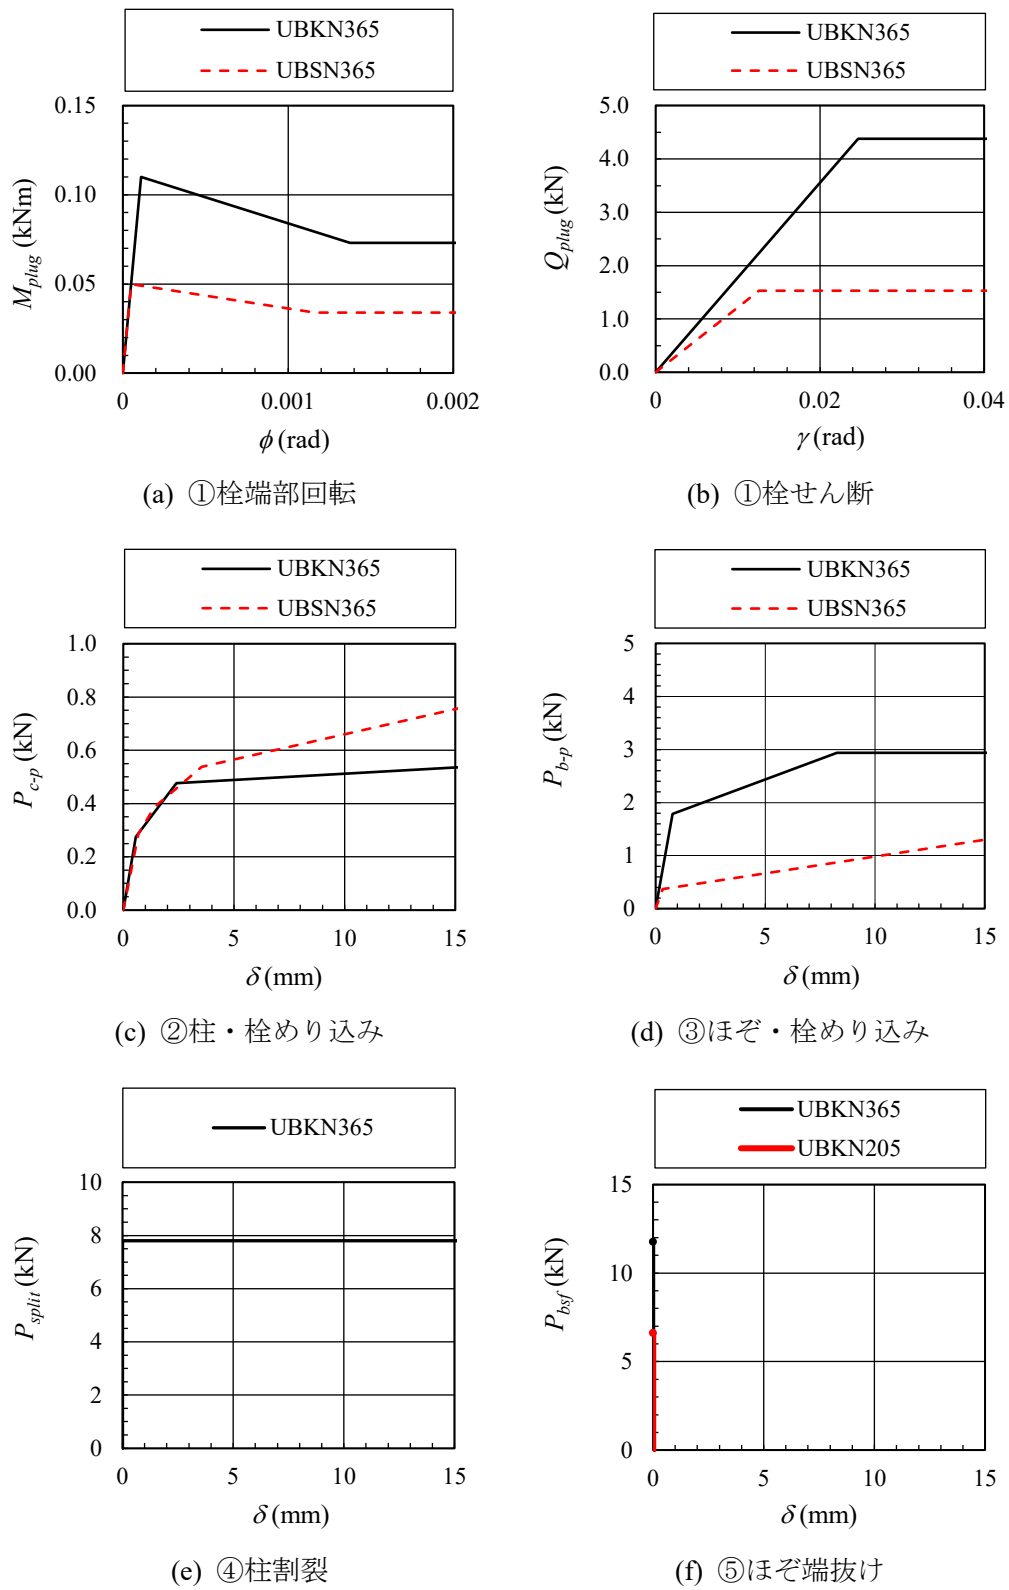 UBKN365
UBSN365
0.15
0.10
0.05
0.00
M_plug (kNm)
0
0.001
0.002
ϕ (rad)
(a) ①栓端部回転
UBKN365
UBSN365
5.0
4.0
3.0
2.0
1.0
0.0
Q_plug (kN)
0
0.02
0.04
γ (rad)
(b) ①栓せん断
UBKN365
UBSN365
1.0
0.8
0.6
0.4
0.2
0.0
P_c-p (kN)
0
5
10
15
δ (mm)
(c) ②柱・栓めり込み
UBKN365
UBSN365
5
4
3
2
1
0
P_b-p (kN)
0
5
10
15
δ (mm)
(d) ③ほぞ・栓めり込み
UBKN365
10
8
6
4
2
0
P_split (kN)
0
5
10
15
δ (mm)
(e) ④柱割裂
UBKN365
UBKN205
15
10
5
0
P_bsf (kN)
0
5
10
15
δ (mm)
(f) ⑤ほぞ端抜け